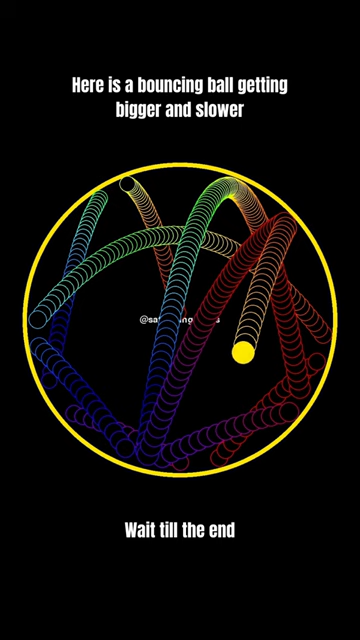 Here is a bouncing ball getting
bigger and slower
Wait till the end